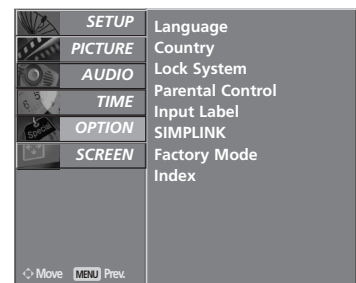 SETUP
PICTURE
AUDIO
TIME
OPTION
SCREEN
Language
Country
Lock System
Parental Control
Input Label
SIMPLINK
Factory Mode
Index
Special
Move MENU Prev.